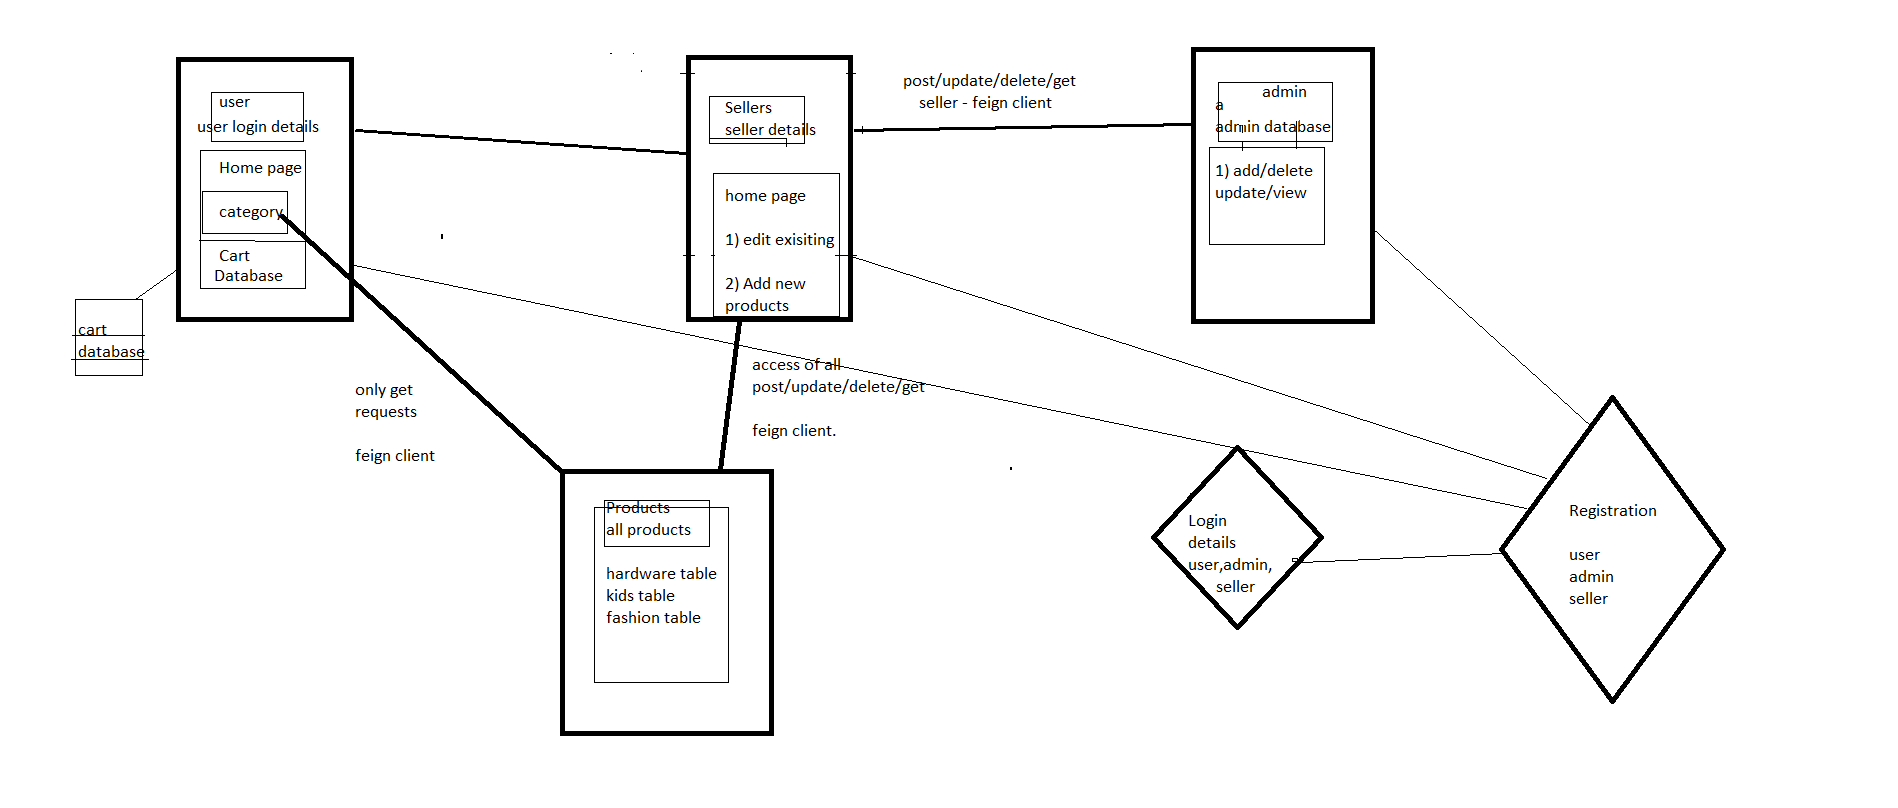 user
user login details
Home page
category
Cart
Database
cart
database
only get
requests
feign client
Sellers
seller details
home page
1) edit exisiting
2) Add new
products
access of all
post/update/delete/get
feign client.
post/update/delete/get
seller - feign client
admin
a
admin database
1) add/delete
update/view
Products
all products
hardware table
kids table
fashion table
Login
details
user,admin,
seller
Registration
user
admin
seller